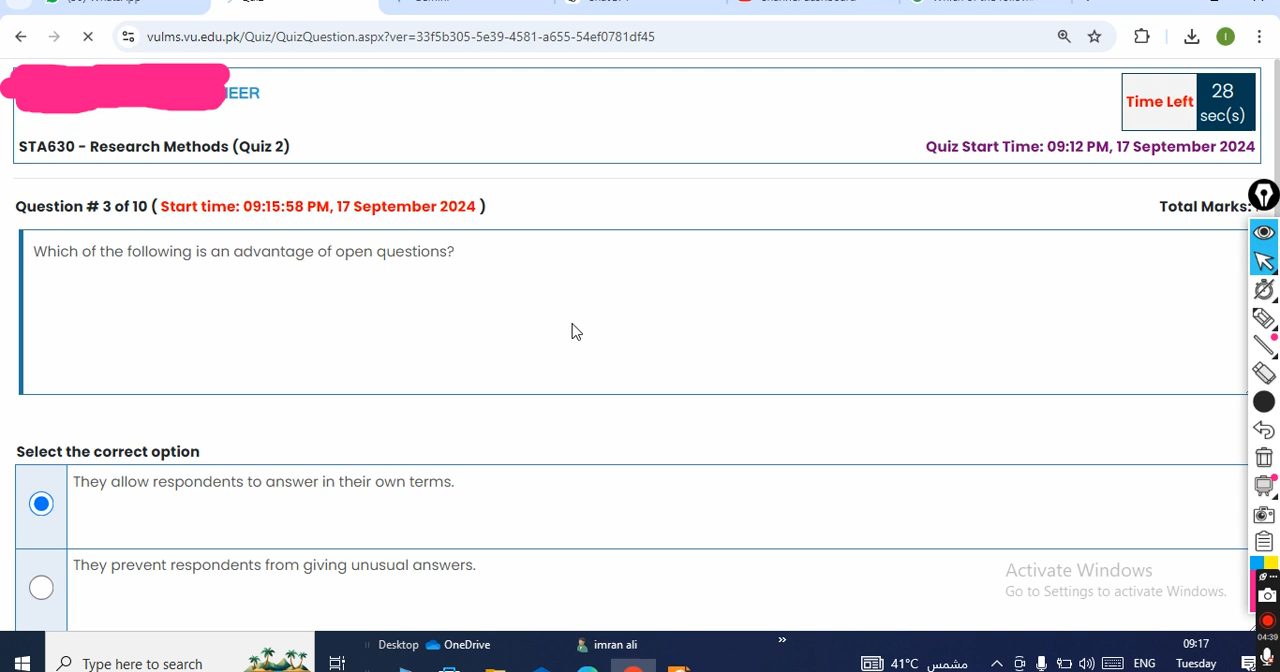 vulms.vu.edu.pk/Quiz/QuizQuestion.aspx?ver=33f5b305-5e39-4581-a655-54ef0781df45
EER
Time Left
28
sec(s)
STA630 - Research Methods (Quiz 2)
Quiz Start Time: 09:12 PM, 17 September 2024
Question # 3 of 10 ( Start time: 09:15:58 PM, 17 September 2024 )
Total Marks:
Which of the following is an advantage of open questions?
Select the correct option
They allow respondents to answer in their own terms.
They prevent respondents from giving unusual answers.
Activate Windows
Go to Settings to activate Windows.
04:39
Type here to search
Desktop
OneDrive
imran ali
»
41°C
شمس
ENG
09:17
Tuesday